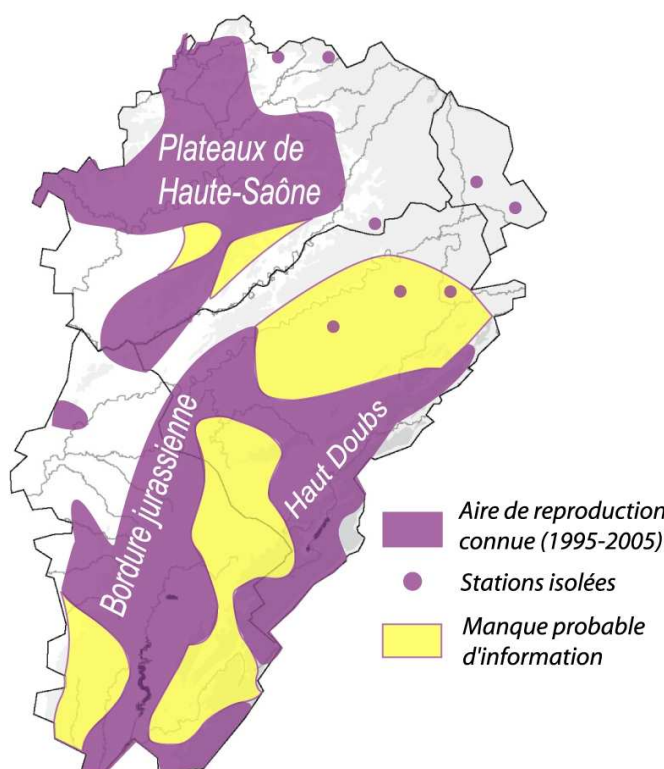 Plateaux de
Haute-Saône
Bordure jurassienne
Haut Doubs
Aire de reproduction
connue (1995-2005)
Stations isolées
Manque probable
d'information